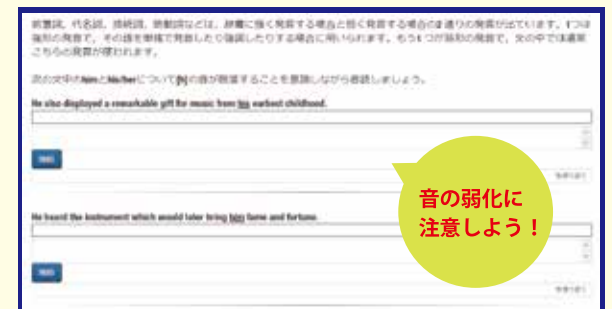 前置詞、代名詞、接続詞、助動詞などは、辞書に強く発音する場合と弱く発音する場合の2通りの発音が出ています。1つは
強形の発音で、その語を単独で発音したり強調したりする場合に用いられます。もう1つが弱形の発音で、文の中では通常
こちらの発音が使われます。
次の文中のhimとhis/herについて[h]の音が脱落することを意識しながら音読しましょう。
He also displayed a remarkable gift for music from his earliest childhood.
He heard the instrument which would later bring him fame and fortune.
音の弱化に
注意しよう！